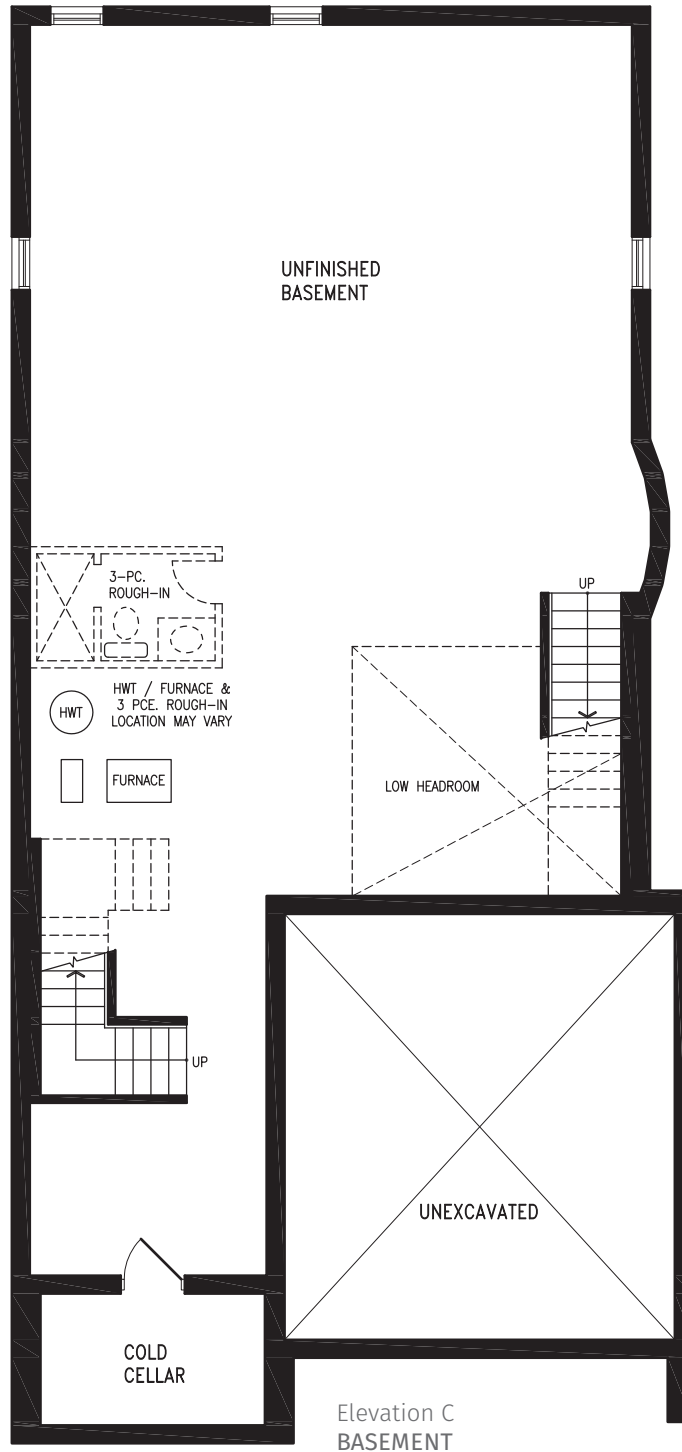 UNFINISHED
BASEMENT
3-PC.
ROUGH-IN
UP
HWT / FURNACE &
3 PCE. ROUGH-IN
LOCATION MAY VARY
HWT
FURNACE
LOW HEADROOM
UP
UNEXCAVATED
COLD
CELLAR
Elevation C
BASEMENT